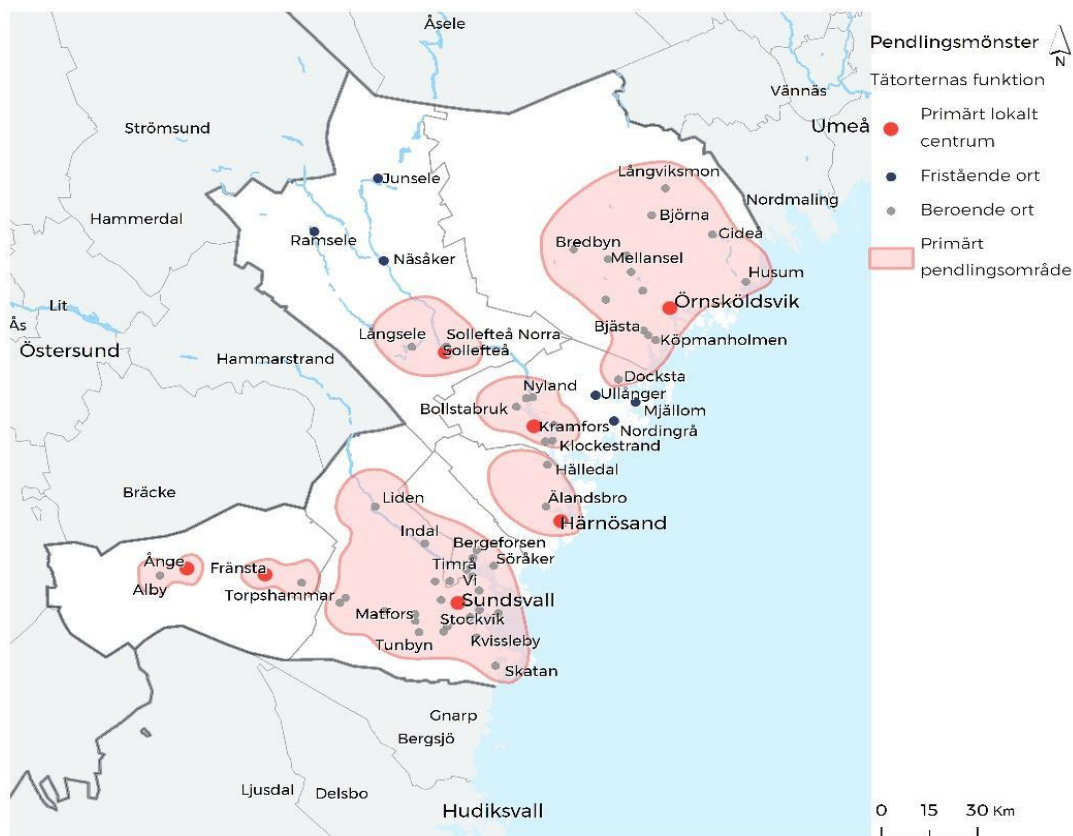 Åsele
Pendlingsmönster
N
Tätorternas funktion
Vännäs
Primärt lokalt
centrum
Umeå
Strömsund
Fristående ort
Långviksmon
Junsele
Nordmaling
Beroende ort
Hammerdal
Björna
Gideå
Ramsele
Bredbyn
Primärt
pendlingsområde
Näsåker
Mellansel
Husum
Lit
Örnsköldsvik
Ås
Långsele
Sollefteå Norra
Bjästa
Köpmanholmen
Östersund
Sollefteå
Hammarstrand
Docksta
Nyland
Ullånger
Bollstabruk
Mjällom
Kramfors
Nordingrå
Klockestrand
Hälledal
Bräcke
Liden
Älandsbro
Härnösand
Indal
Bergeforsen
Ånge
Fränsta
Timrå
Söråker
Alby
Torpshammar
Vi
Sundsvall
Matfors
Stockvik
Tunbyn
Kvissleby
Skatan
Gnarp
Bergsjö
Ljusdal
Delsbo
Hudiksvall
0 15 30 Km